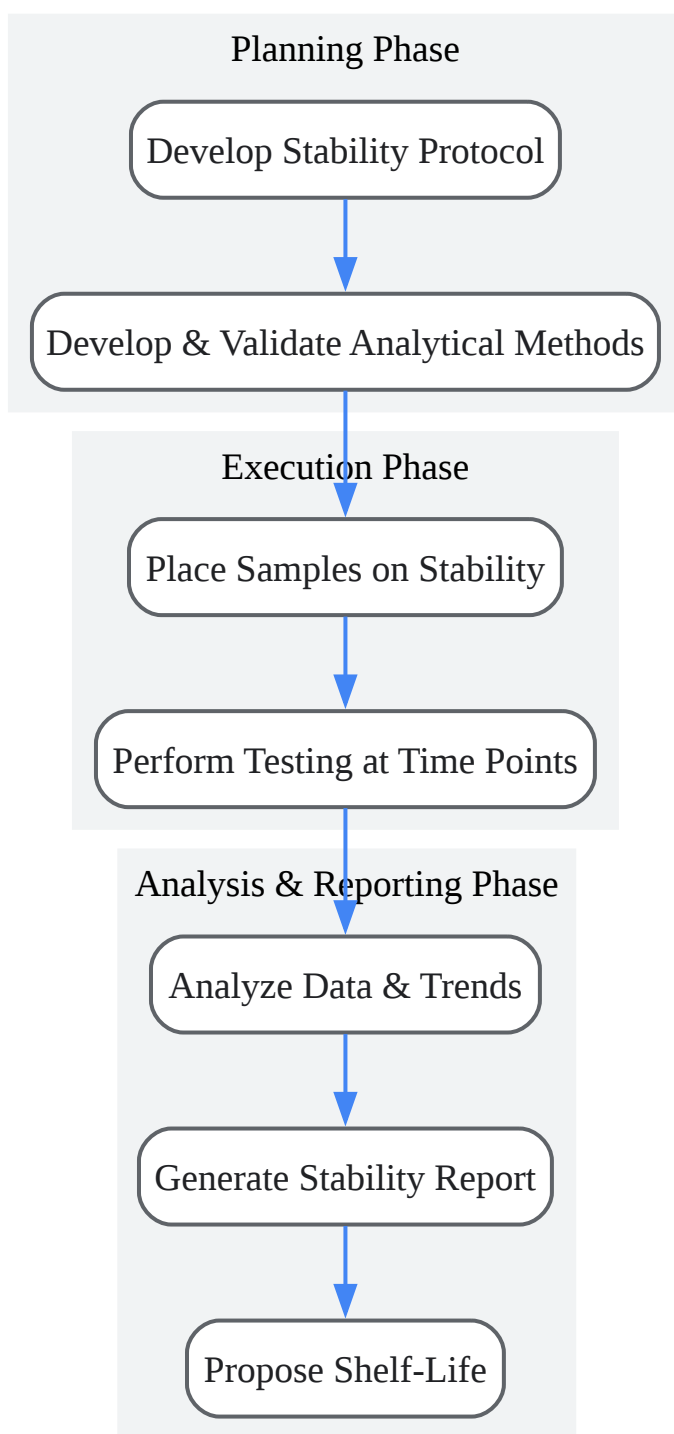 Planning Phase
Develop Stability Protocol
Develop & Validate Analytical Methods
Execution Phase
Place Samples on Stability
Perform Testing at Time Points
Analysis & Reporting Phase
Analyze Data & Trends
Generate Stability Report
Propose Shelf-Life